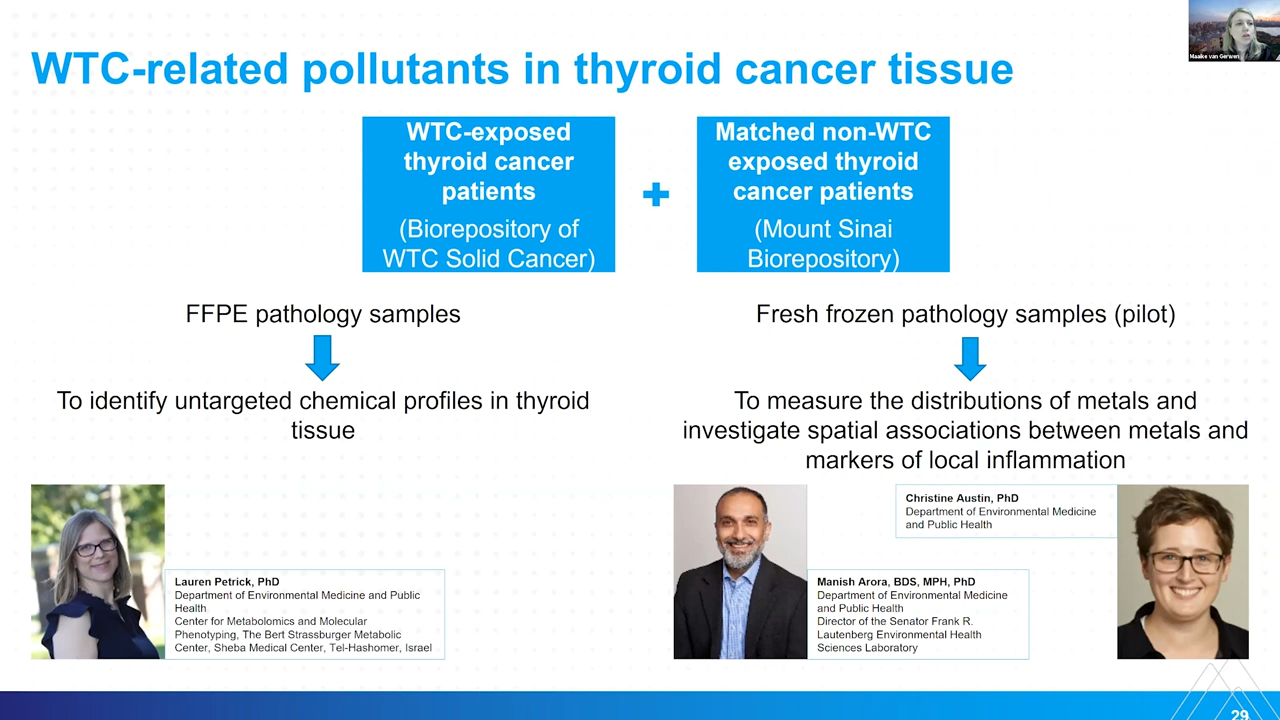 Maaike van Gerwen
WTC-related pollutants in thyroid cancer tissue
WTC-exposed
thyroid cancer
patients
(Biorepository of
WTC Solid Cancer)
+
Matched non-WTC
exposed thyroid
cancer patients
(Mount Sinai
Biorepository)
FFPE pathology samples
To identify untargeted chemical profiles in thyroid
tissue
Fresh frozen pathology samples (pilot)
To measure the distributions of metals and
investigate spatial associations between metals and
markers of local inflammation
Lauren Petrick, PhD
Department of Environmental Medicine and Public
Health
Center for Metabolomics and Molecular
Phenotyping, The Bert Strassburger Metabolic
Center, Sheba Medical Center, Tel-Hashomer, Israel
Manish Arora, BDS, MPH, PhD
Department of Environmental Medicine
and Public Health
Director of the Senator Frank R.
Lautenberg Environmental Health
Sciences Laboratory
Christine Austin, PhD
Department of Environmental Medicine
and Public Health
29